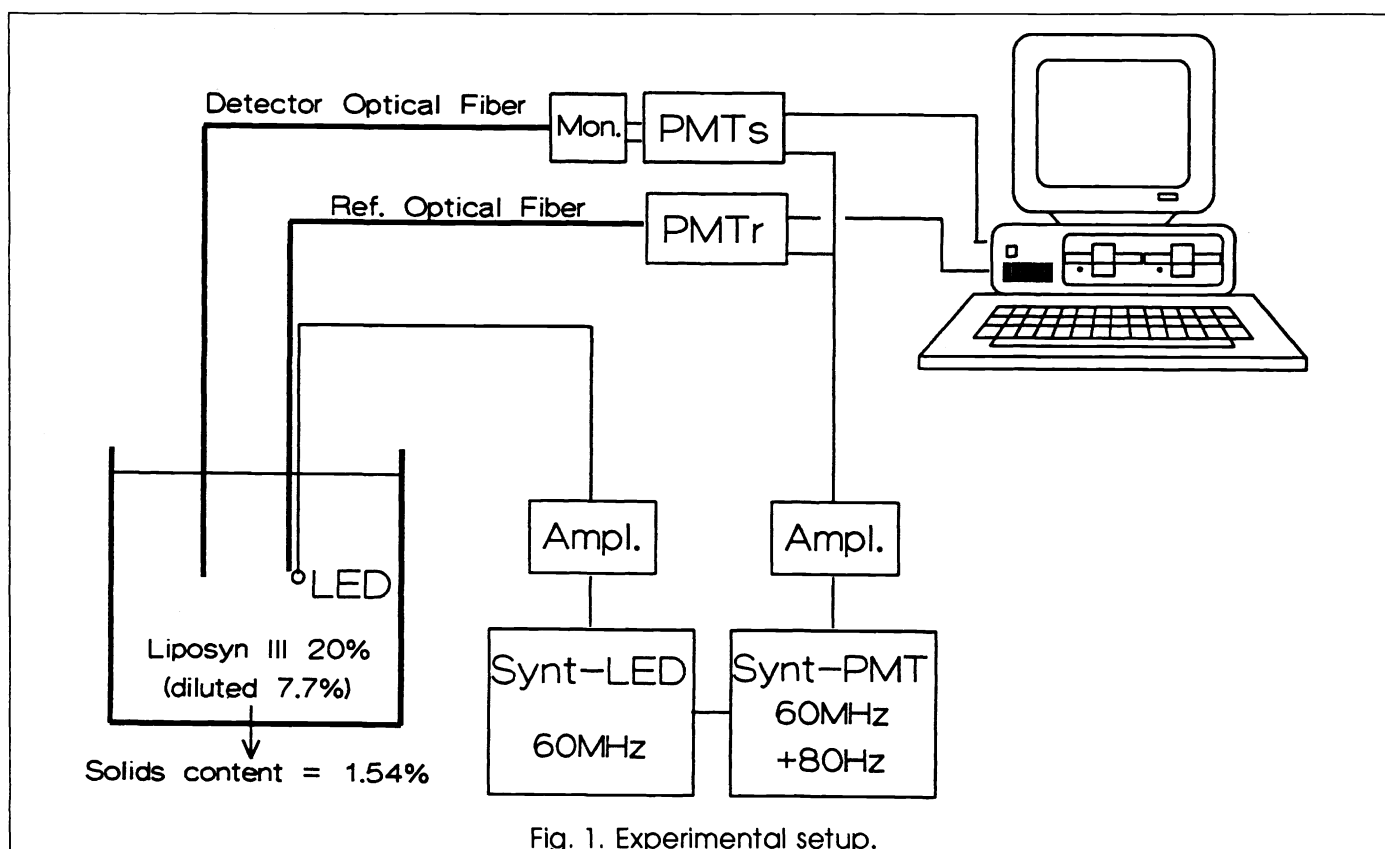 Detector Optical Fiber
Mon.
PMTs
Ref. Optical Fiber
PMTr
Ampl.
Ampl.
LED
Liposyn III 20%
(diluted 7.7%)
Solids content = 1.54%
Synt-LED
60MHz
Synt-PMT
60MHz
+80Hz
Fig. 1. Experimental setup.